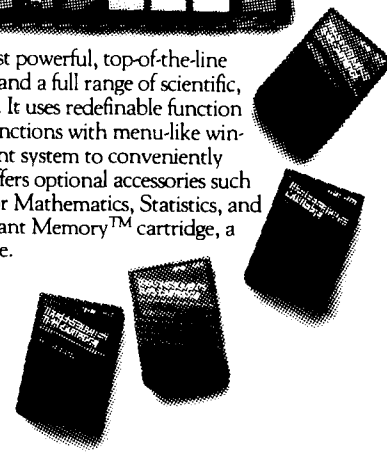 st powerful, top-of-the-line
and a full range of scientific,
. It uses redefinable function
nctions with menu-like win-
nt system to conveniently
ffers optional accessories such
r Mathematics, Statistics, and
ant Memory™ cartridge, a
e.